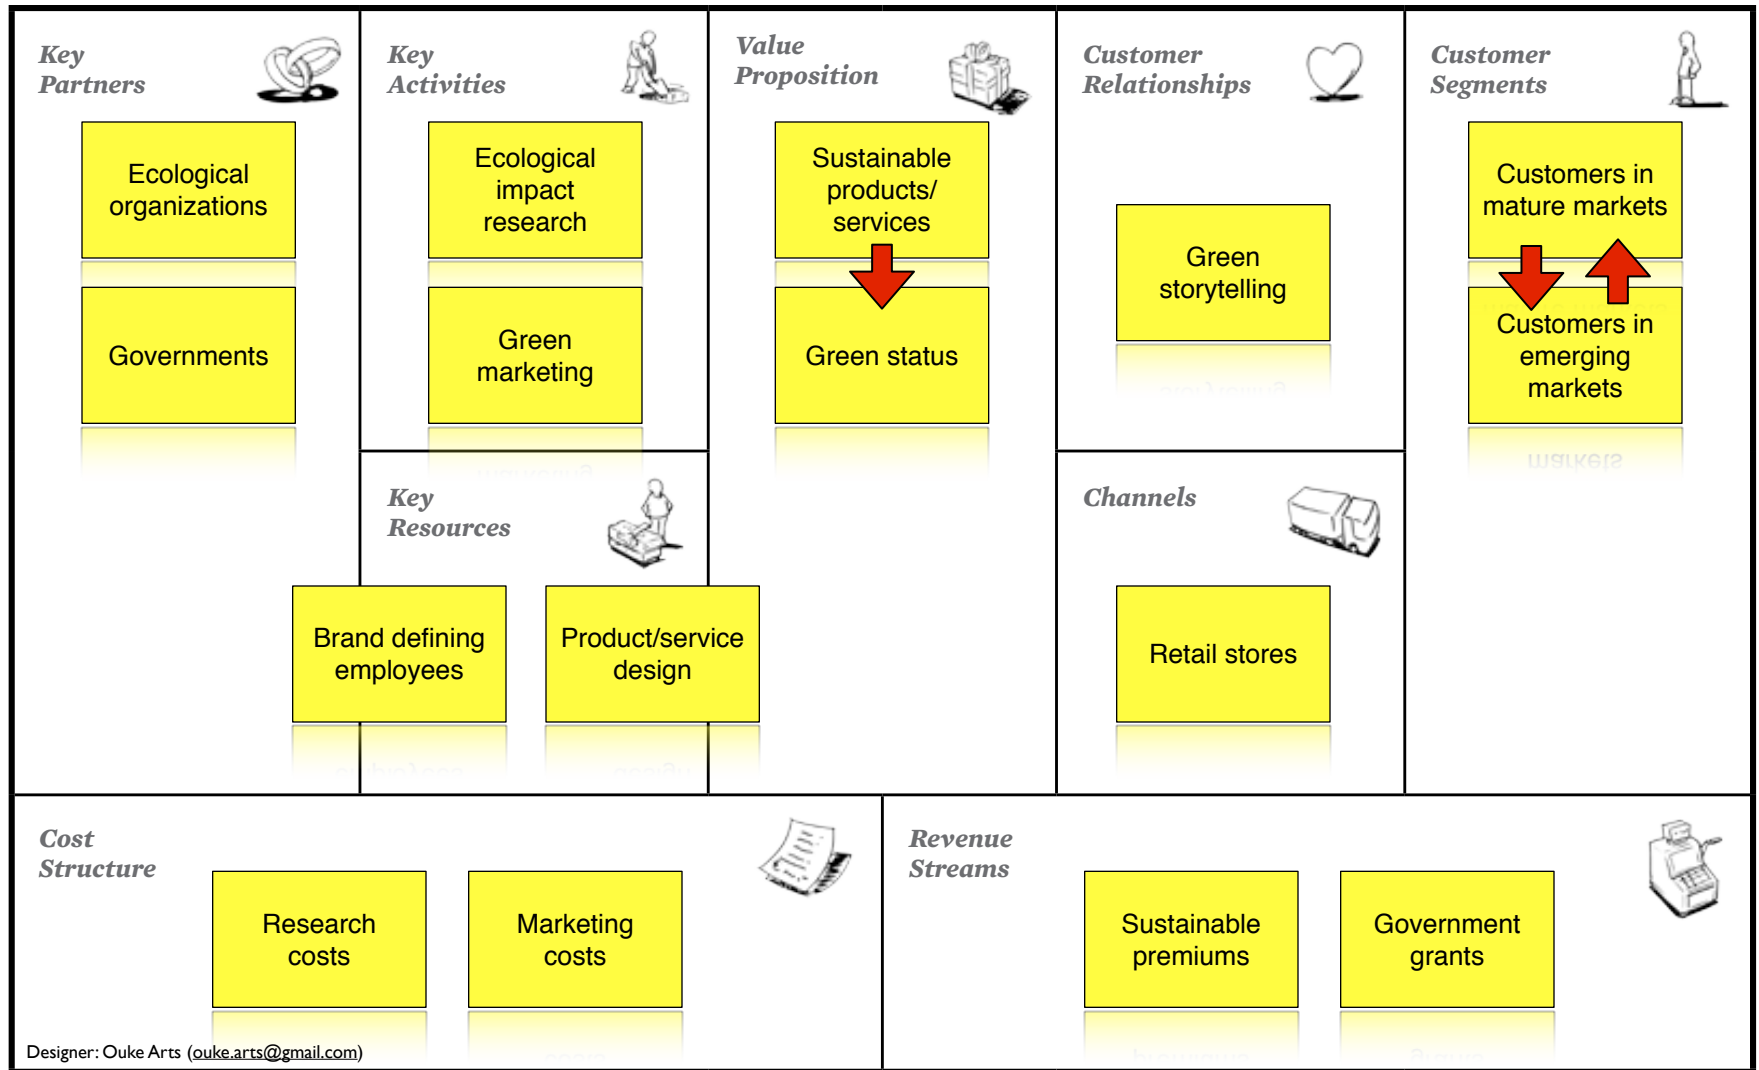 Key
Partners
Ecological
organizations
Governments
Key
Activities
Ecological
impact
research
Green
marketing
Key
Resources
Brand defining
employees
Product/service
design
Value
Proposition
Sustainable
products/
services
Green status
Customer
Relationships
Green
storytelling
Channels
Retail stores
Customer
Segments
Customers in
mature markets
Customers in
emerging
markets
Cost
Structure
Research
costs
Marketing
costs
Revenue
Streams
Sustainable
premiums
Government
grants
Designer: Ouke Arts (ouke.arts@gmail.com)